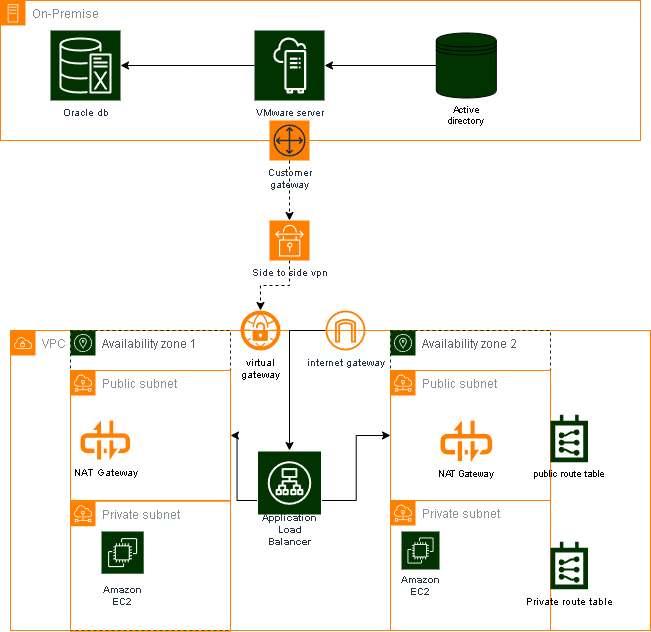 On-Premise
Oracle db
VMware server
Active
directory
Customer
gateway
Side to side vpn
VPC
Availability zone 1
virtual
gateway
internet gateway
Availability zone 2
Public subnet
Public subnet
NAT Gateway
NAT Gateway
public route table
Application
Load
Balancer
Private subnet
Private subnet
Amazon
EC2
Amazon
EC2
Private route table